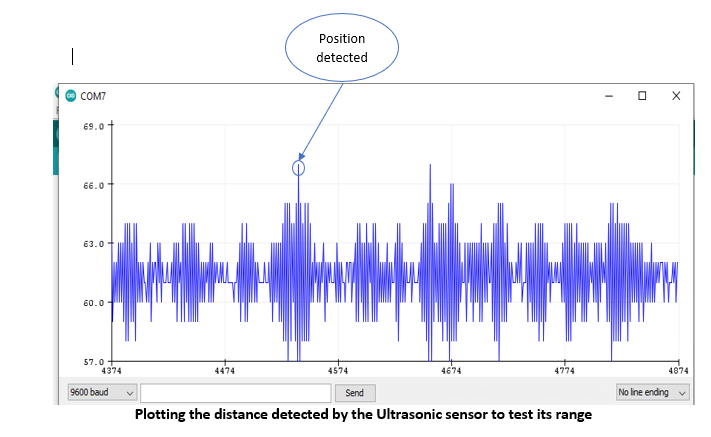 Position
detected
COM7
69.0
66.0
63.0
60.0
57.0
4374 4474 4574 4674 4774 4874
9600 baud Send No line ending
Plotting the distance detected by the Ultrasonic sensor to test its range